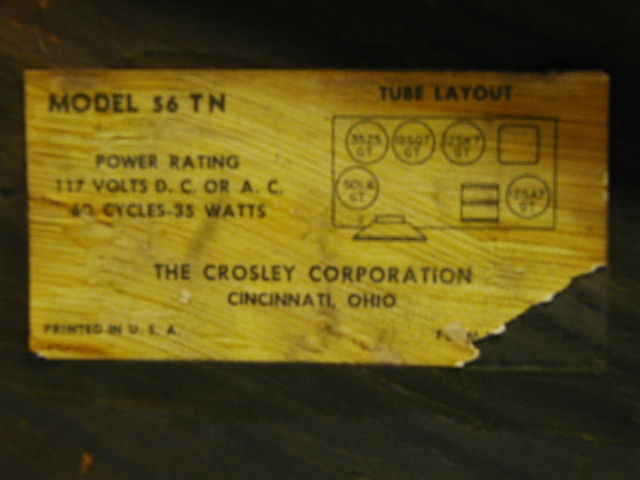 MODEL 56 TN
TUBE LAYOUT
POWER RATING
117 VOLTS D. C. OR A. C.
60 CYCLES-35 WATTS
35Z5
GT
12SQ7
GT
12SK7
GT
50L6
GT
12SA7
GT
THE CROSLEY CORPORATION
CINCINNATI, OHIO
PRINTED IN U. S. A.